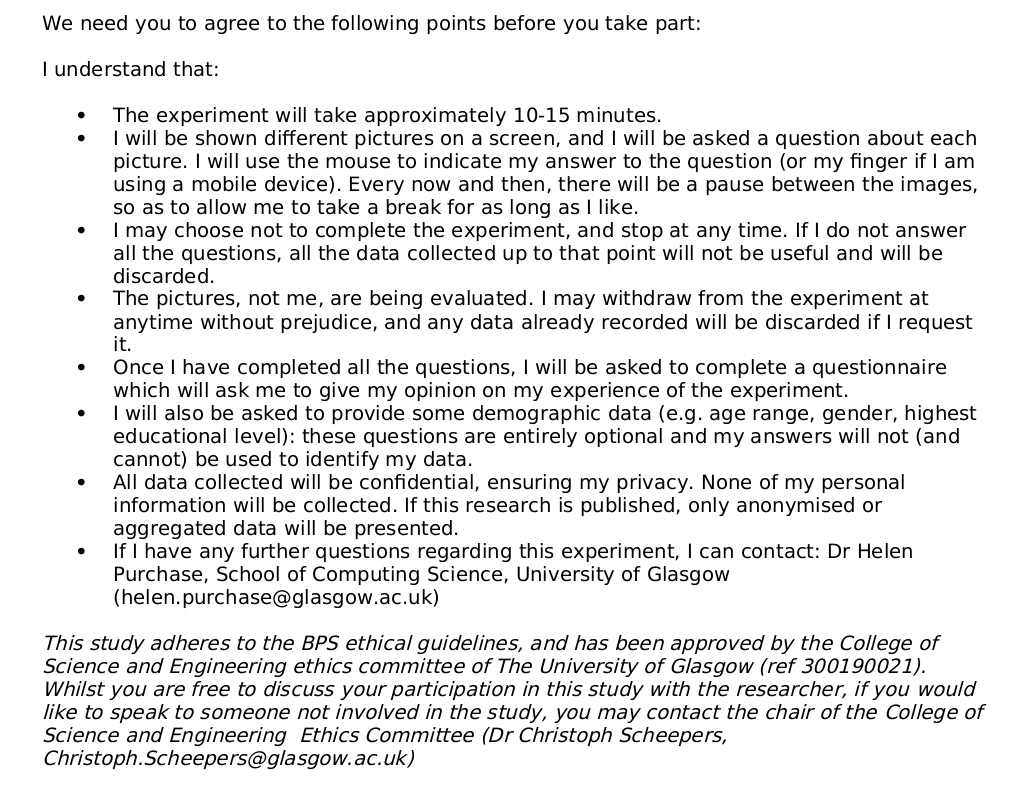 We need you to agree to the following points before you take part:
I understand that:
• The experiment will take approximately 10-15 minutes.
• I will be shown different pictures on a screen, and I will be asked a question about each
picture. I will use the mouse to indicate my answer to the question (or my finger if I am
using a mobile device). Every now and then, there will be a pause between the images,
so as to allow me to take a break for as long as I like.
• I may choose not to complete the experiment, and stop at any time. If I do not answer
all the questions, all the data collected up to that point will not be useful and will be
discarded.
• The pictures, not me, are being evaluated. I may withdraw from the experiment at
anytime without prejudice, and any data already recorded will be discarded if I request
it.
• Once I have completed all the questions, I will be asked to complete a questionnaire
which will ask me to give my opinion on my experience of the experiment.
• I will also be asked to provide some demographic data (e.g. age range, gender, highest
educational level): these questions are entirely optional and my answers will not (and
cannot) be used to identify my data.
• All data collected will be confidential, ensuring my privacy. None of my personal
information will be collected. If this research is published, only anonymised or
aggregated data will be presented.
• If I have any further questions regarding this experiment, I can contact: Dr Helen
Purchase, School of Computing Science, University of Glasgow
(helen.purchase@glasgow.ac.uk)
This study adheres to the BPS ethical guidelines, and has been approved by the College of
Science and Engineering ethics committee of The University of Glasgow (ref 300190021).
Whilst you are free to discuss your participation in this study with the researcher, if you would
like to speak to someone not involved in the study, you may contact the chair of the College of
Science and Engineering  Ethics Committee (Dr Christoph Scheepers,
Christoph.Scheepers@glasgow.ac.uk)